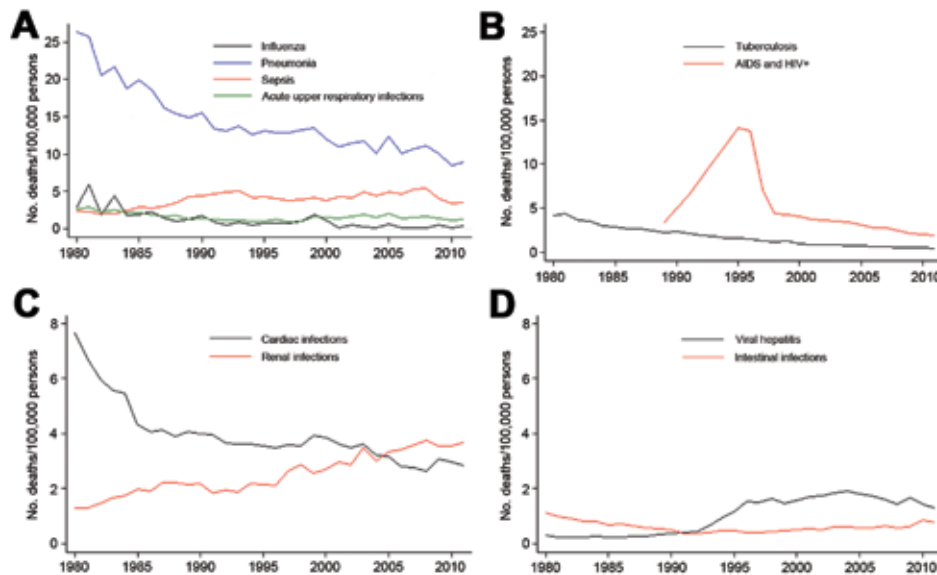 A
No. deaths/100,000 persons
25
20
15
10
5
0
Influenza
Pneumonia
Sepsis
Acute upper respiratory infections
1980 1985 1990 1995 2000 2005 2010
B
No. deaths/100,000 persons
25
20
15
10
5
0
Tuberculosis
AIDS and HIV+
1980 1985 1990 1995 2000 2005 2010
C
No. deaths/100,000 persons
8
6
4
2
0
Cardiac infections
Renal infections
1980 1985 1990 1995 2000 2005 2010
D
No. deaths/100,000 persons
8
6
4
2
0
Viral hepatitis
Intestinal infections
1980 1985 1990 1995 2000 2005 2010